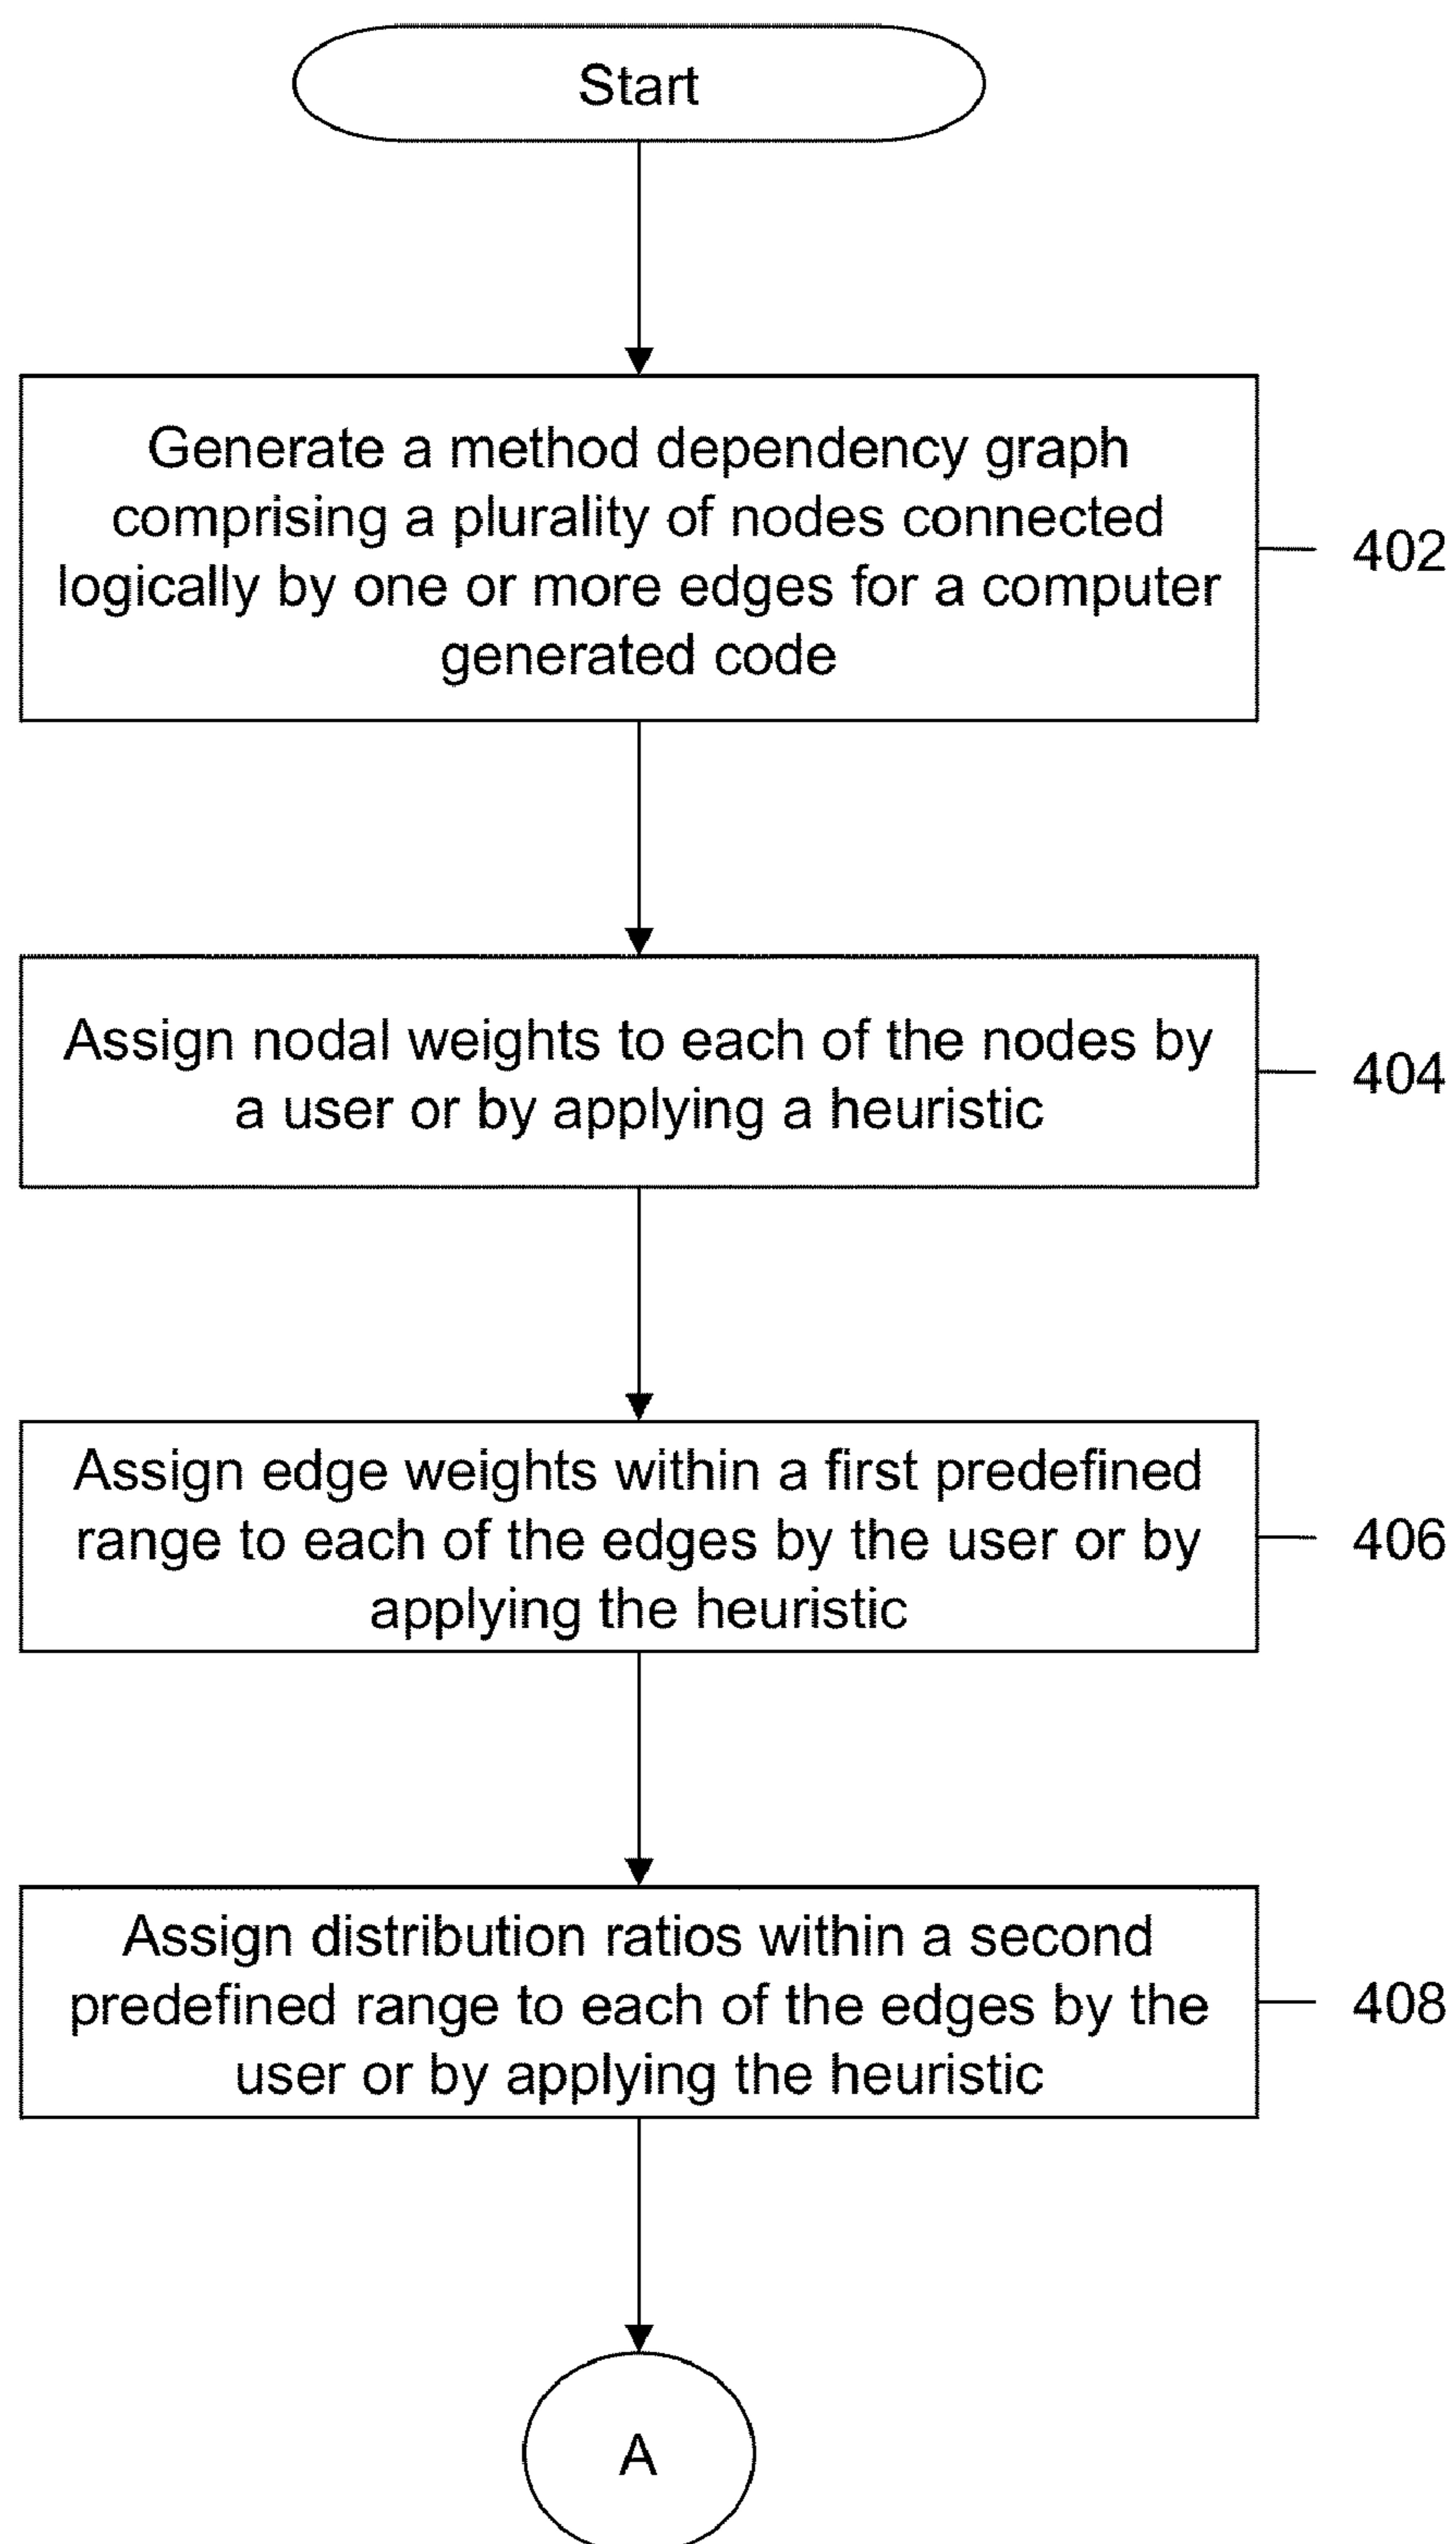 Start
Generate a method dependency graph
comprising a plurality of nodes connected
logically by one or more edges for a computer
generated code
402
Assign nodal weights to each of the nodes by
a user or by applying a heuristic
404
Assign edge weights within a first predefined
range to each of the edges by the user or by
applying the heuristic
406
Assign distribution ratios within a second
predefined range to each of the edges by the
user or by applying the heuristic
408
A